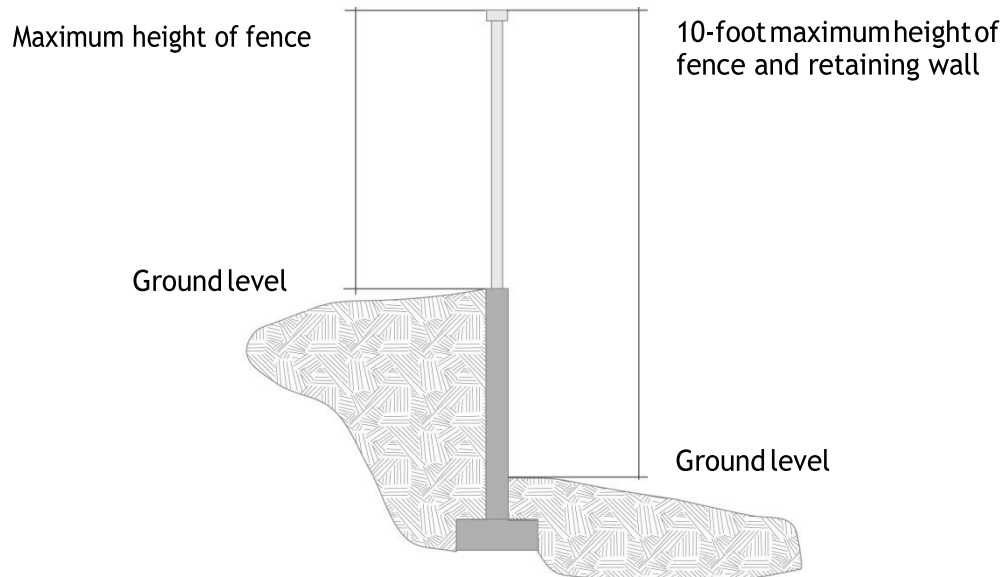 Maximum height of fence
10-foot maximum height of
fence and retaining wall
Ground level
Ground level